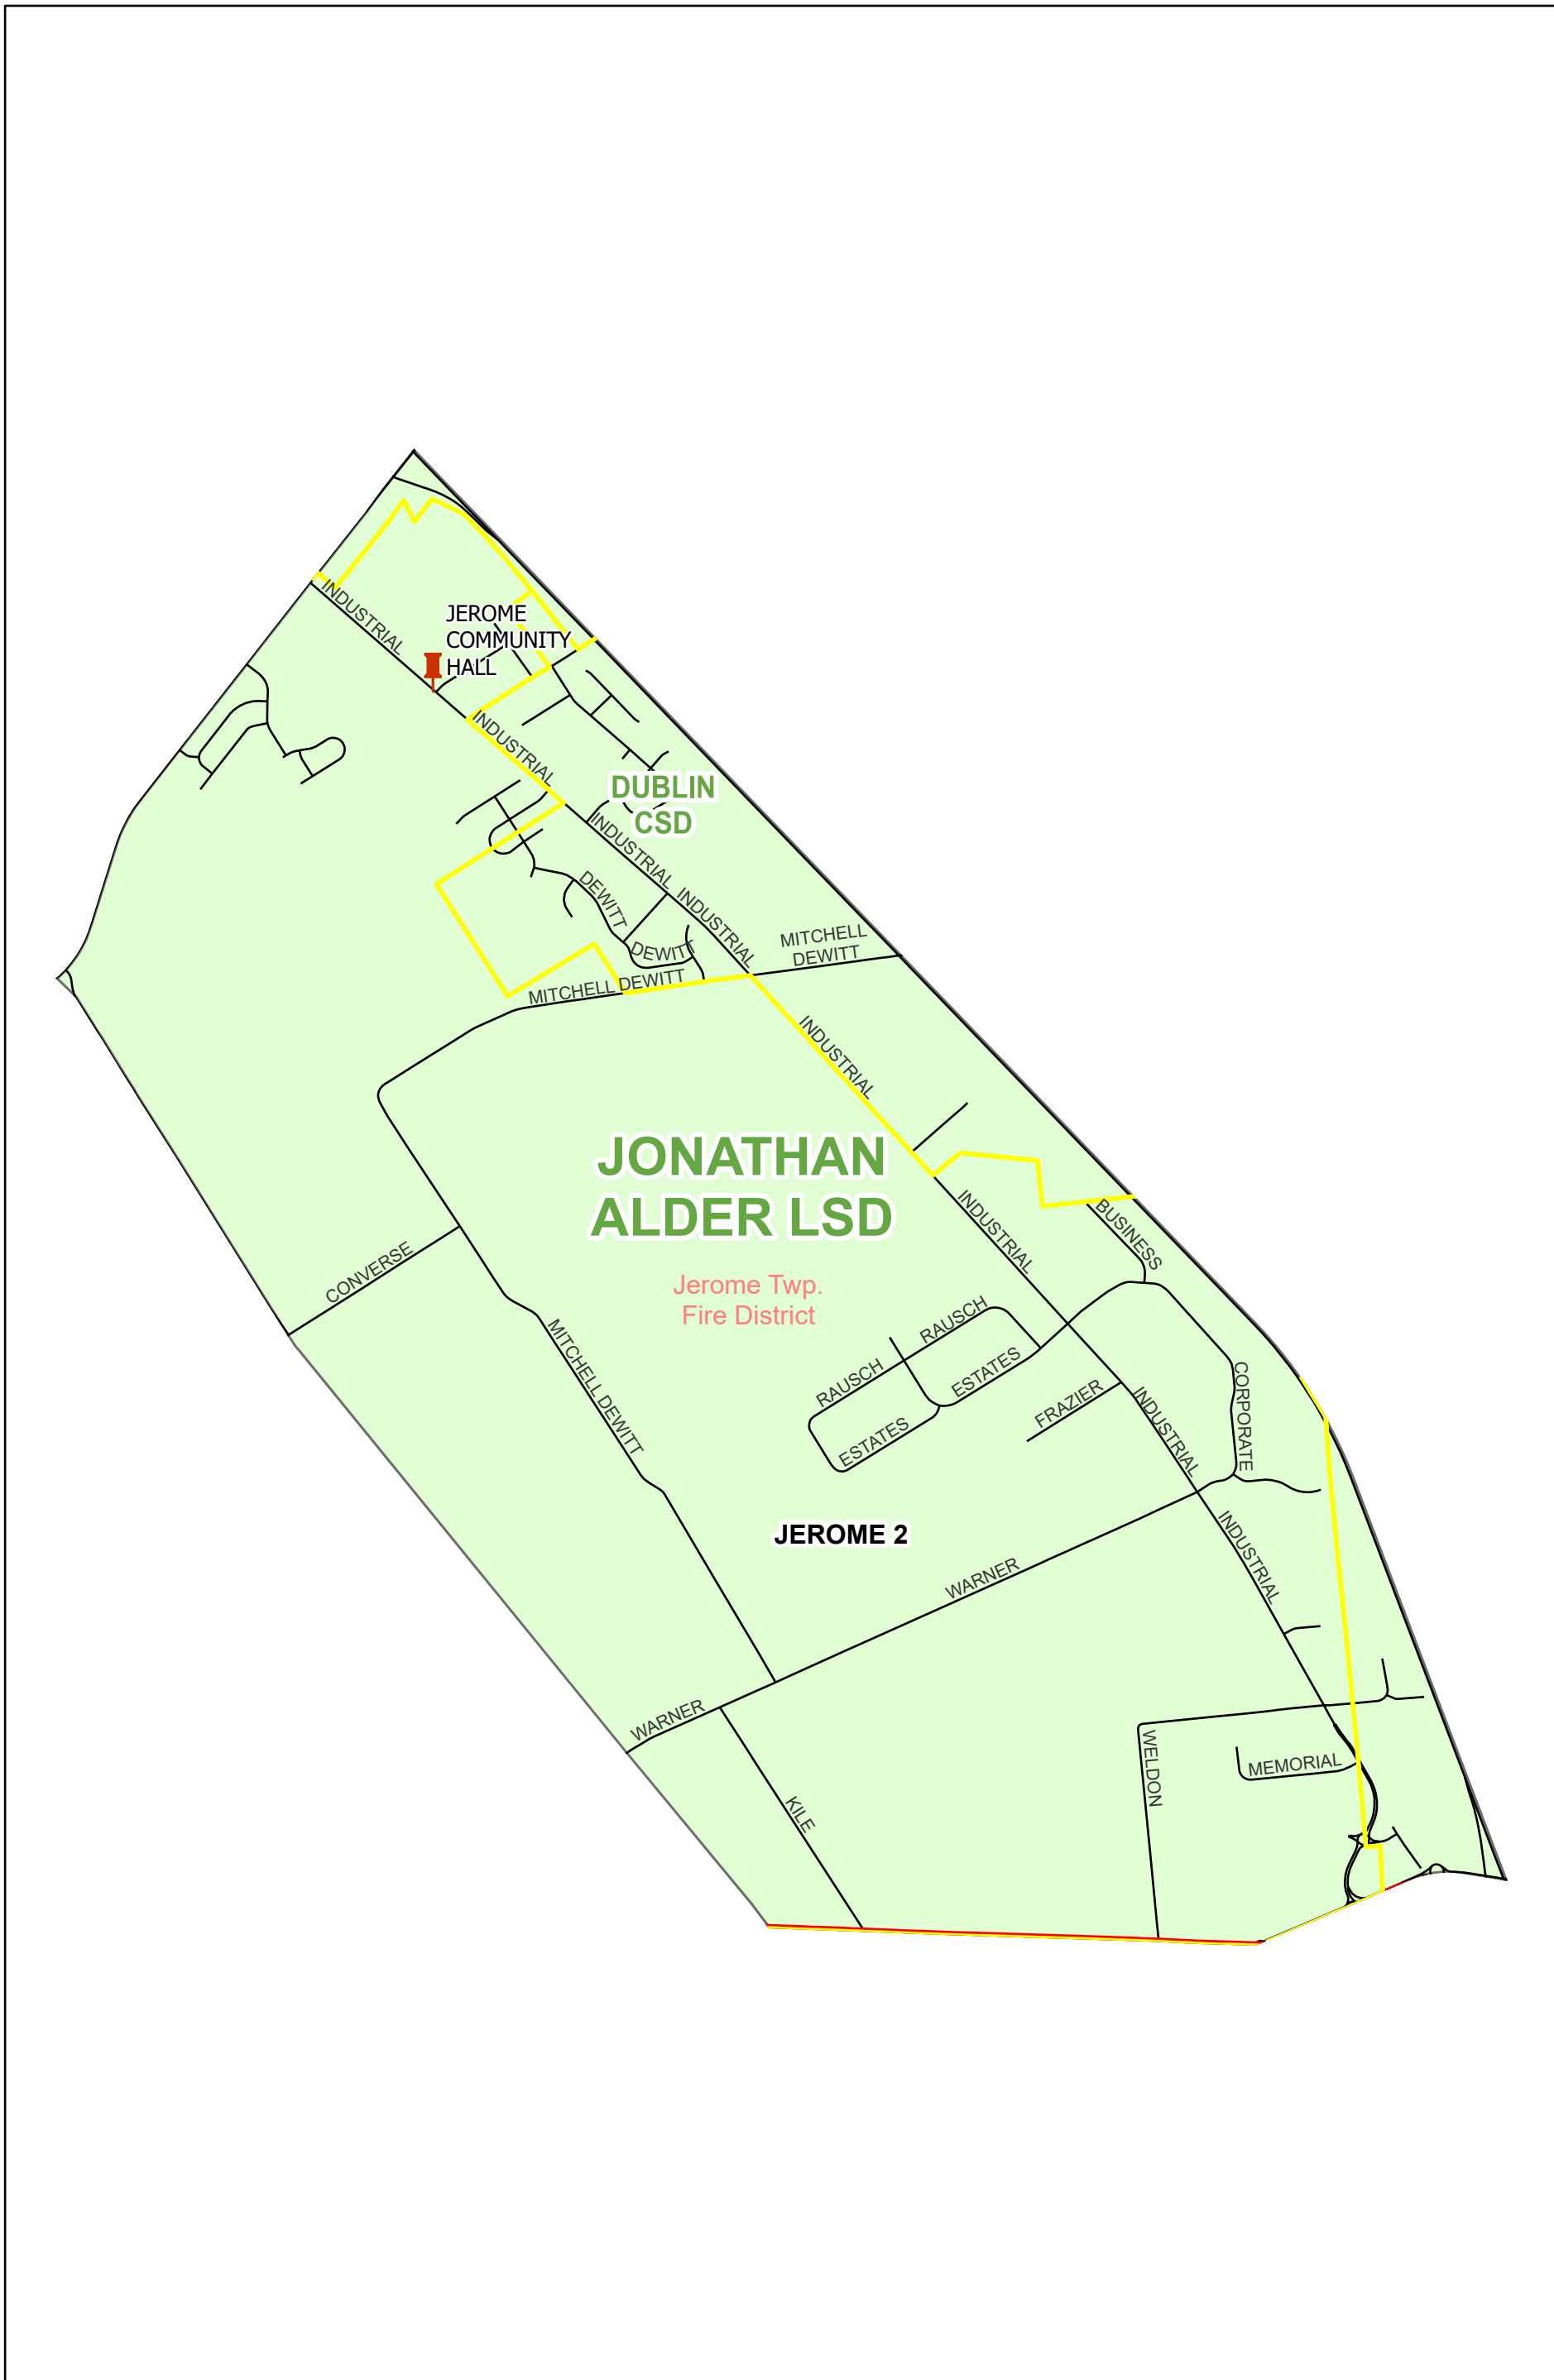 INDUSTRIAL
JEROME
COMMUNITY
HALL
INDUSTRIAL
DUBLIN
CSD
INDUSTRIAL
DEWITT
INDUSTRIAL
DEWITT
MITCHELL
DEWITT
MITCHELL DEWITT
INDUSTRIAL
JONATHAN
ALDER LSD
INDUSTRIAL
BUSINESS
CONVERSE
Jerome Twp.
Fire District
MITCHELL DEWITT
RAUSCH
RAUSCH
ESTATES
ESTATES
FRAZIER
INDUSTRIAL
CORPORATE
JEROME 2
INDUSTRIAL
WARNER
WARNER
WELDON
MEMORIAL
KILE